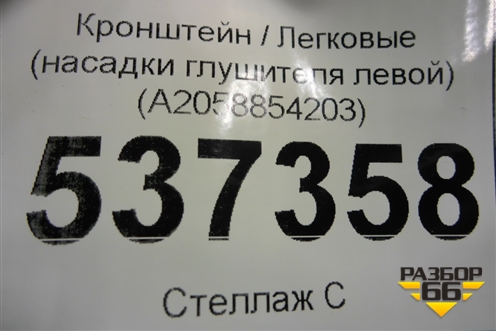 Кронштейн / Легковые
(насадки глушителя левой)
(A2058854203)
537358
Стеллаж С
РАЗБОР
66